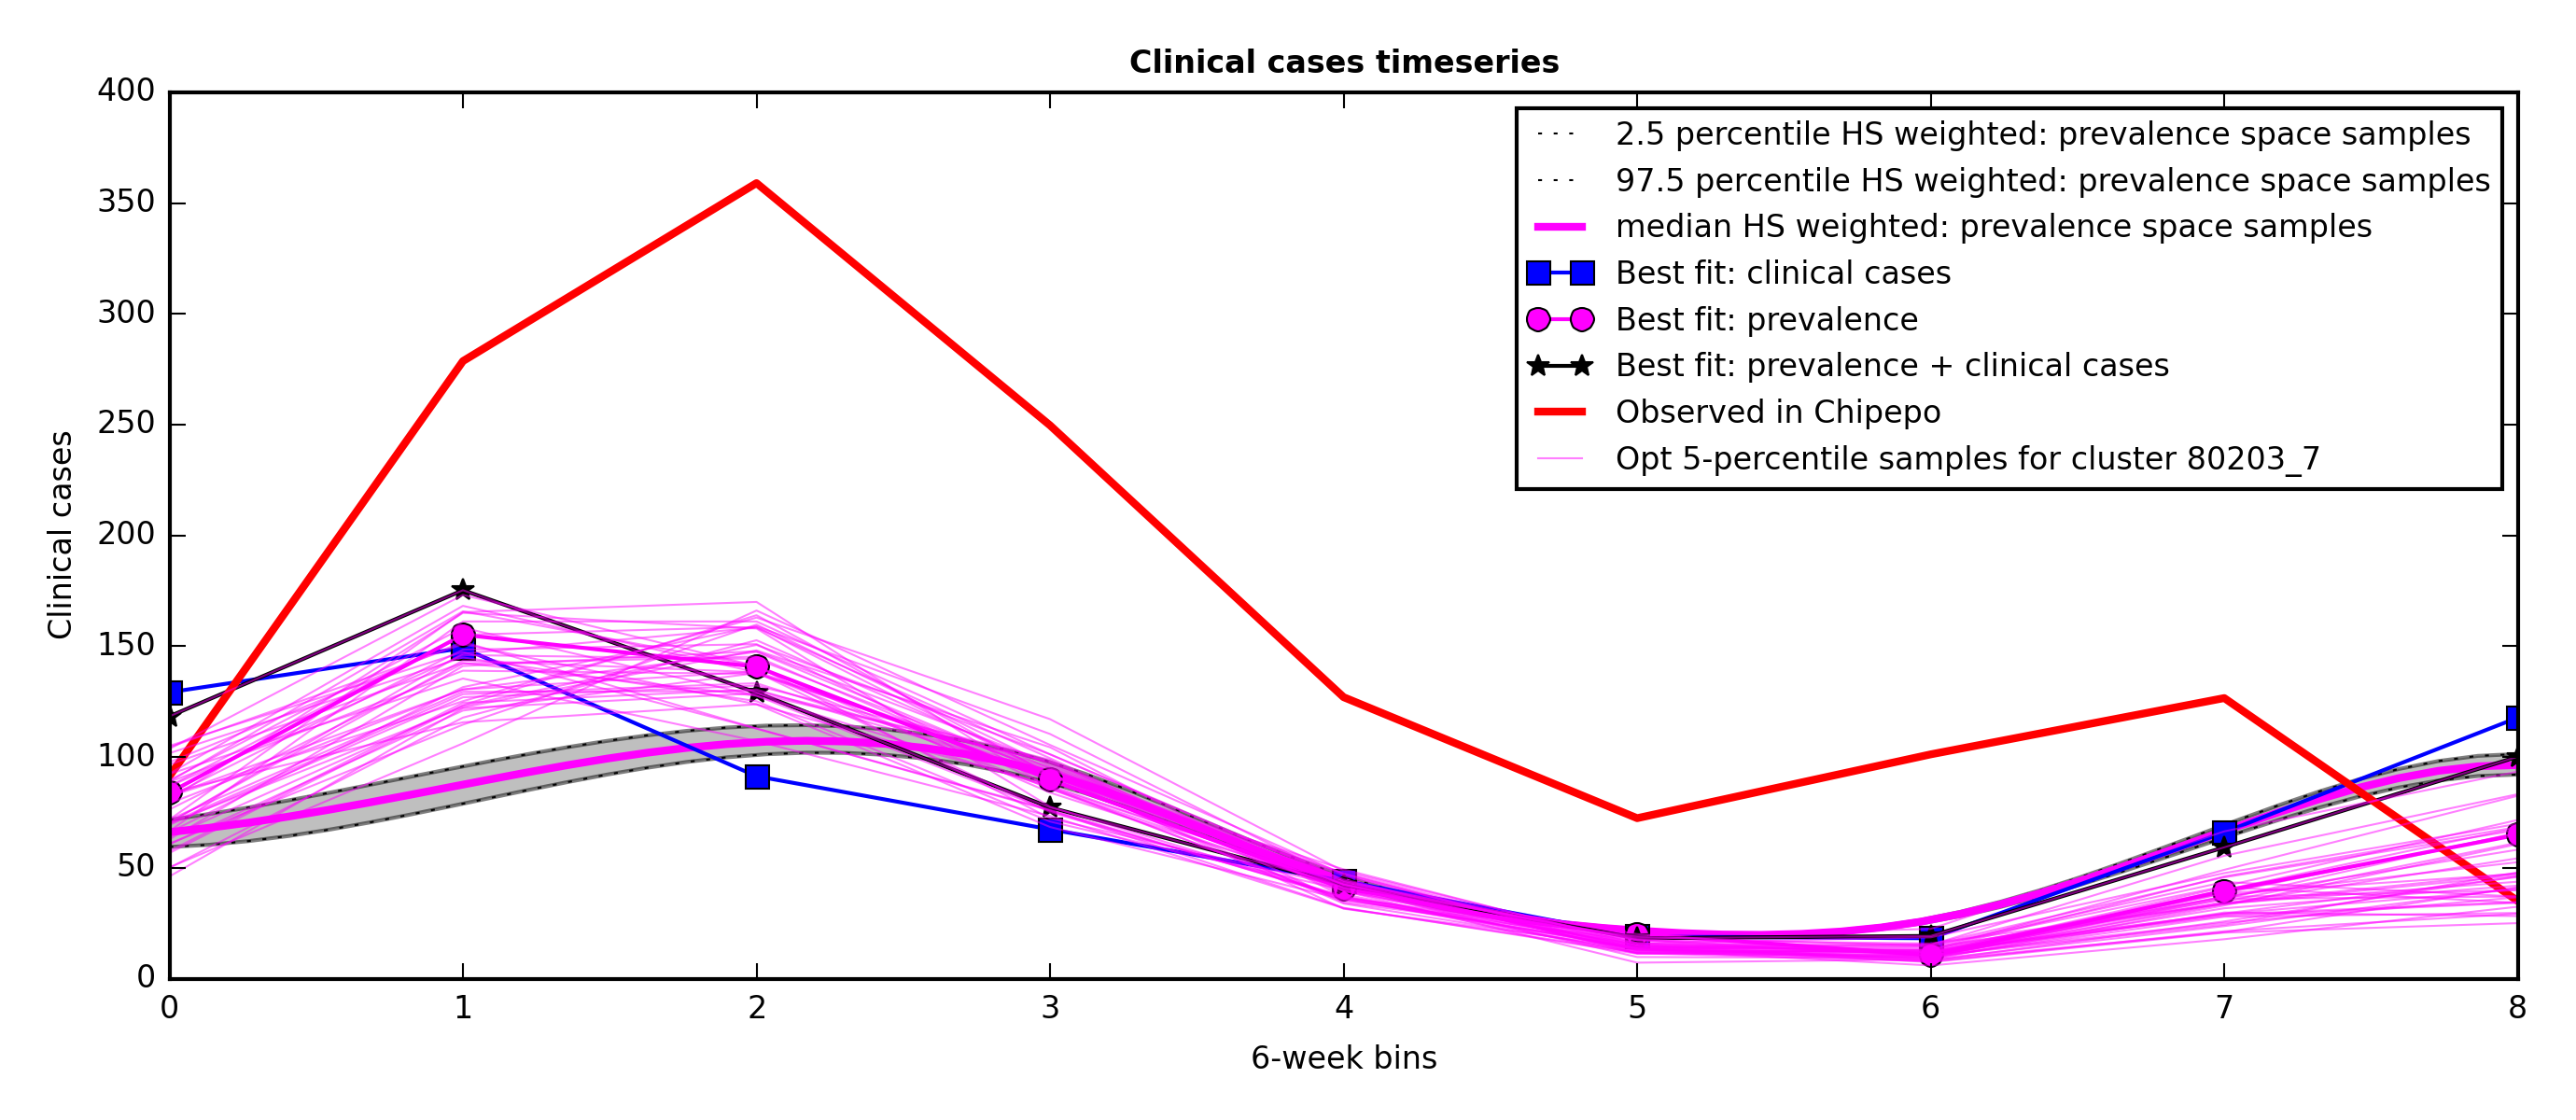 Clinical cases timeseries
400
350
300
250
200
150
100
50
0
Clinical cases
2.5 percentile HS weighted: prevalence space samples
97.5 percentile HS weighted: prevalence space samples
median HS weighted: prevalence space samples
Best fit: clinical cases
Best fit: prevalence
Best fit: prevalence + clinical cases
Observed in Chipepo
Opt 5-percentile samples for cluster 80203_7
0 1 2 3 4 5 6 7 8
6-week bins